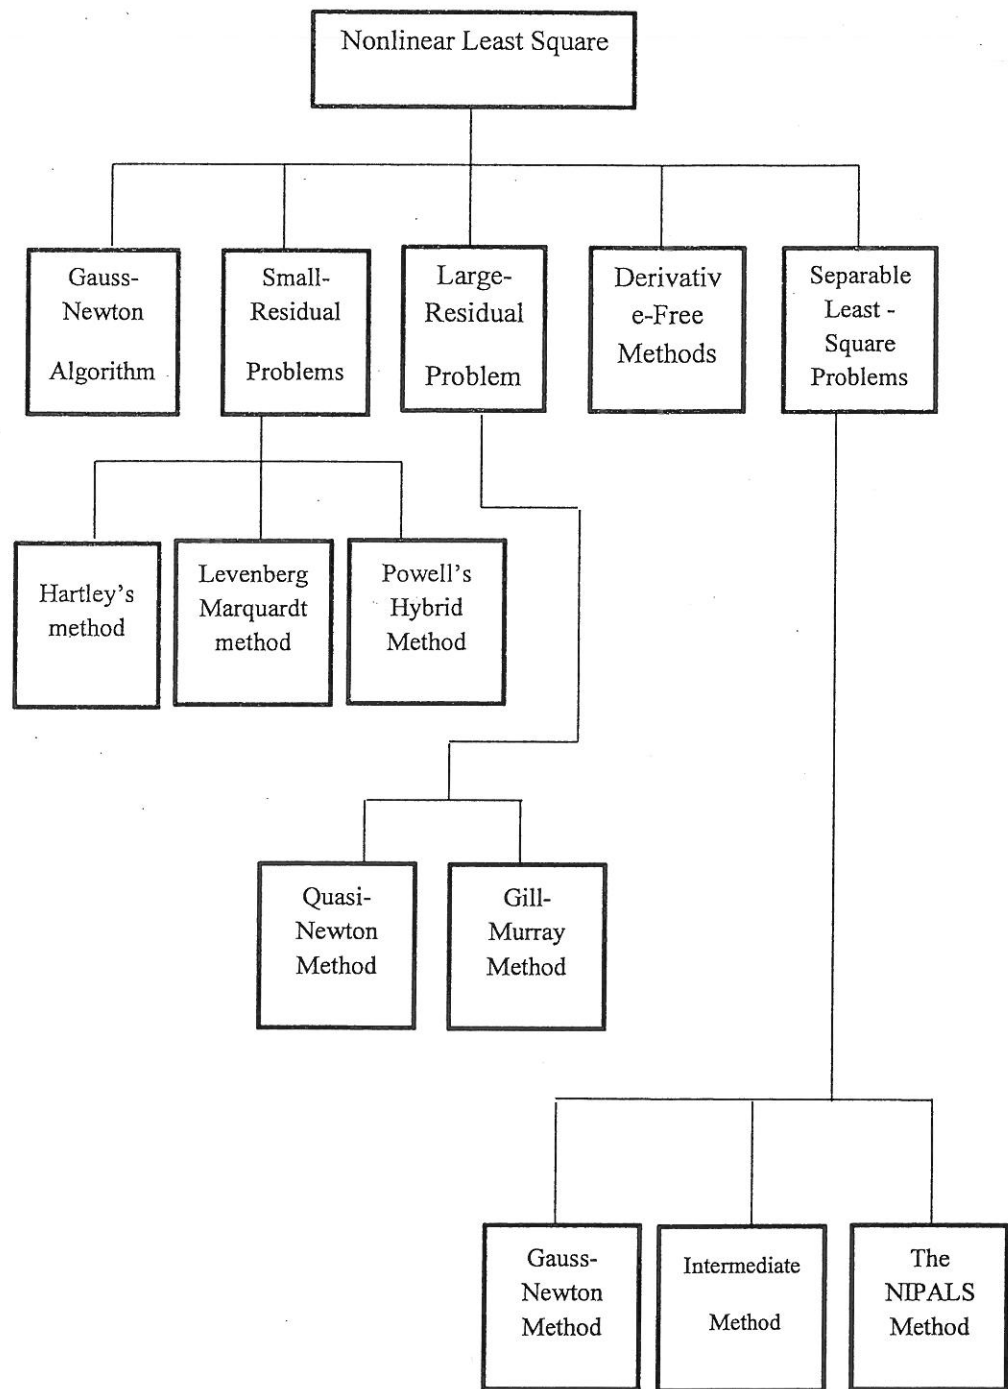 Nonlinear Least Square
Gauss-
Newton
Algorithm
Small-
Residual
Problems
Large-
Residual
Problem
Derivativ
e-Free
Methods
Separable
Least -
Square
Problems
Hartley's
method
Levenberg
Marquardt
method
Powell's
Hybrid
Method
Quasi-
Newton
Method
Gill-
Murray
Method
Gauss-
Newton
Method
Intermediate
Method
The
NIPALS
Method